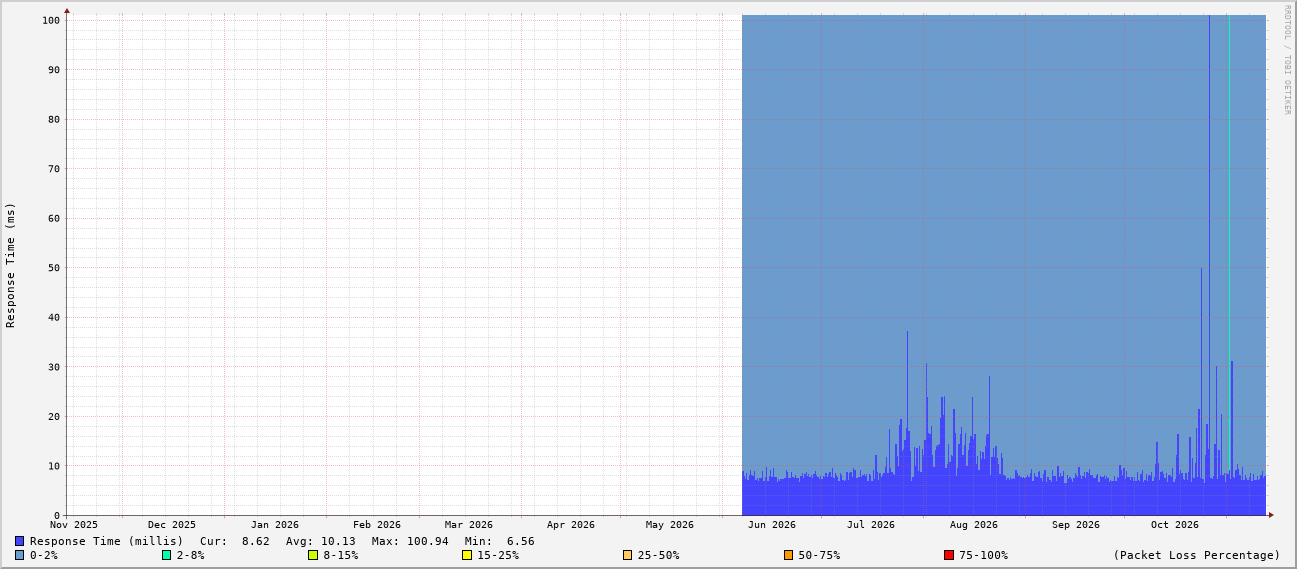 RRDTOOL / TOBI OETIKER
Response Time (ms)
100
90
80
70
60
50
40
30
20
10
0
Nov 2025 Dec 2025 Jan 2026 Feb 2026 Mar 2026 Apr 2026 May 2026 Jun 2026 Jul 2026 Aug 2026 Sep 2026 Oct 2026
Response Time (millis) Cur: 8.62 Avg: 10.13 Max: 100.94 Min: 6.56
0-2% 2-8% 8-15% 15-25% 25-50% 50-75% 75-100% (Packet Loss Percentage)